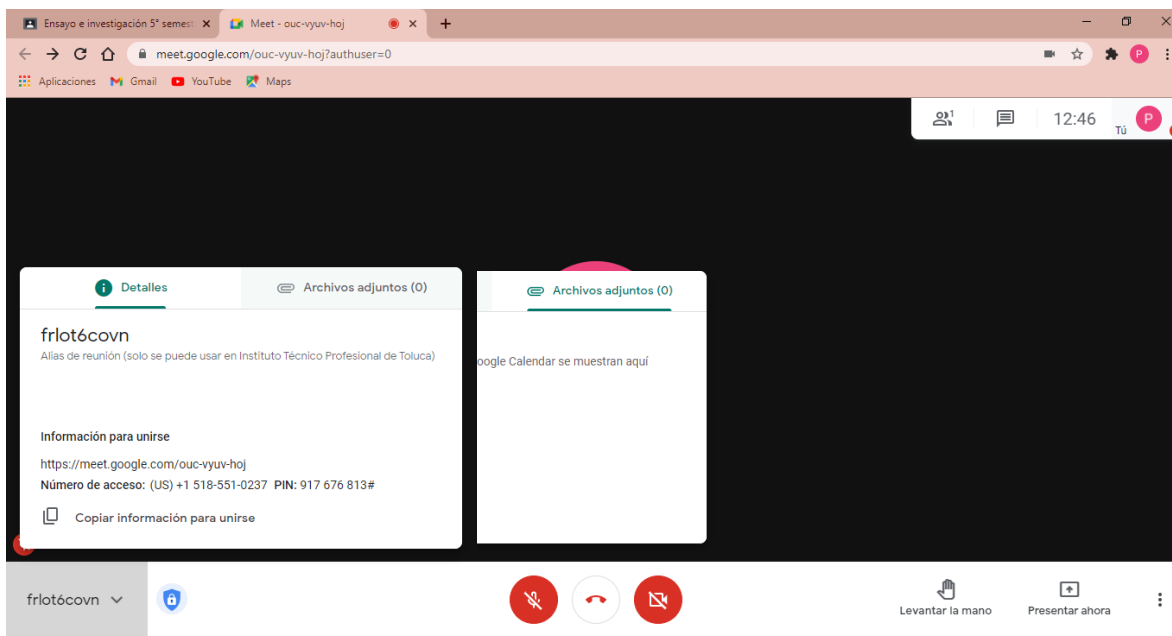 Ensayo e investigación 5° semest
Meet - ouc-vyuv-hoj
meet.google.com/ouc-vyuv-hoj?authuser=0
P
Aplicaciones
Gmail
YouTube
Maps
1
12:46
Tú
P
Detalles
Archivos adjuntos (0)
Archivos adjuntos (0)
frlot6covn
Alias de reunión (solo se puede usar en Instituto Técnico Profesional de Toluca)
oogle Calendar se muestran aquí
Información para unirse
https://meet.google.com/ouc-vyuv-hoj
Número de acceso: (US) +1 518-551-0237 PIN: 917 676 813#
Copiar información para unirse
frlot6covn
Levantar la mano
Presentar ahora